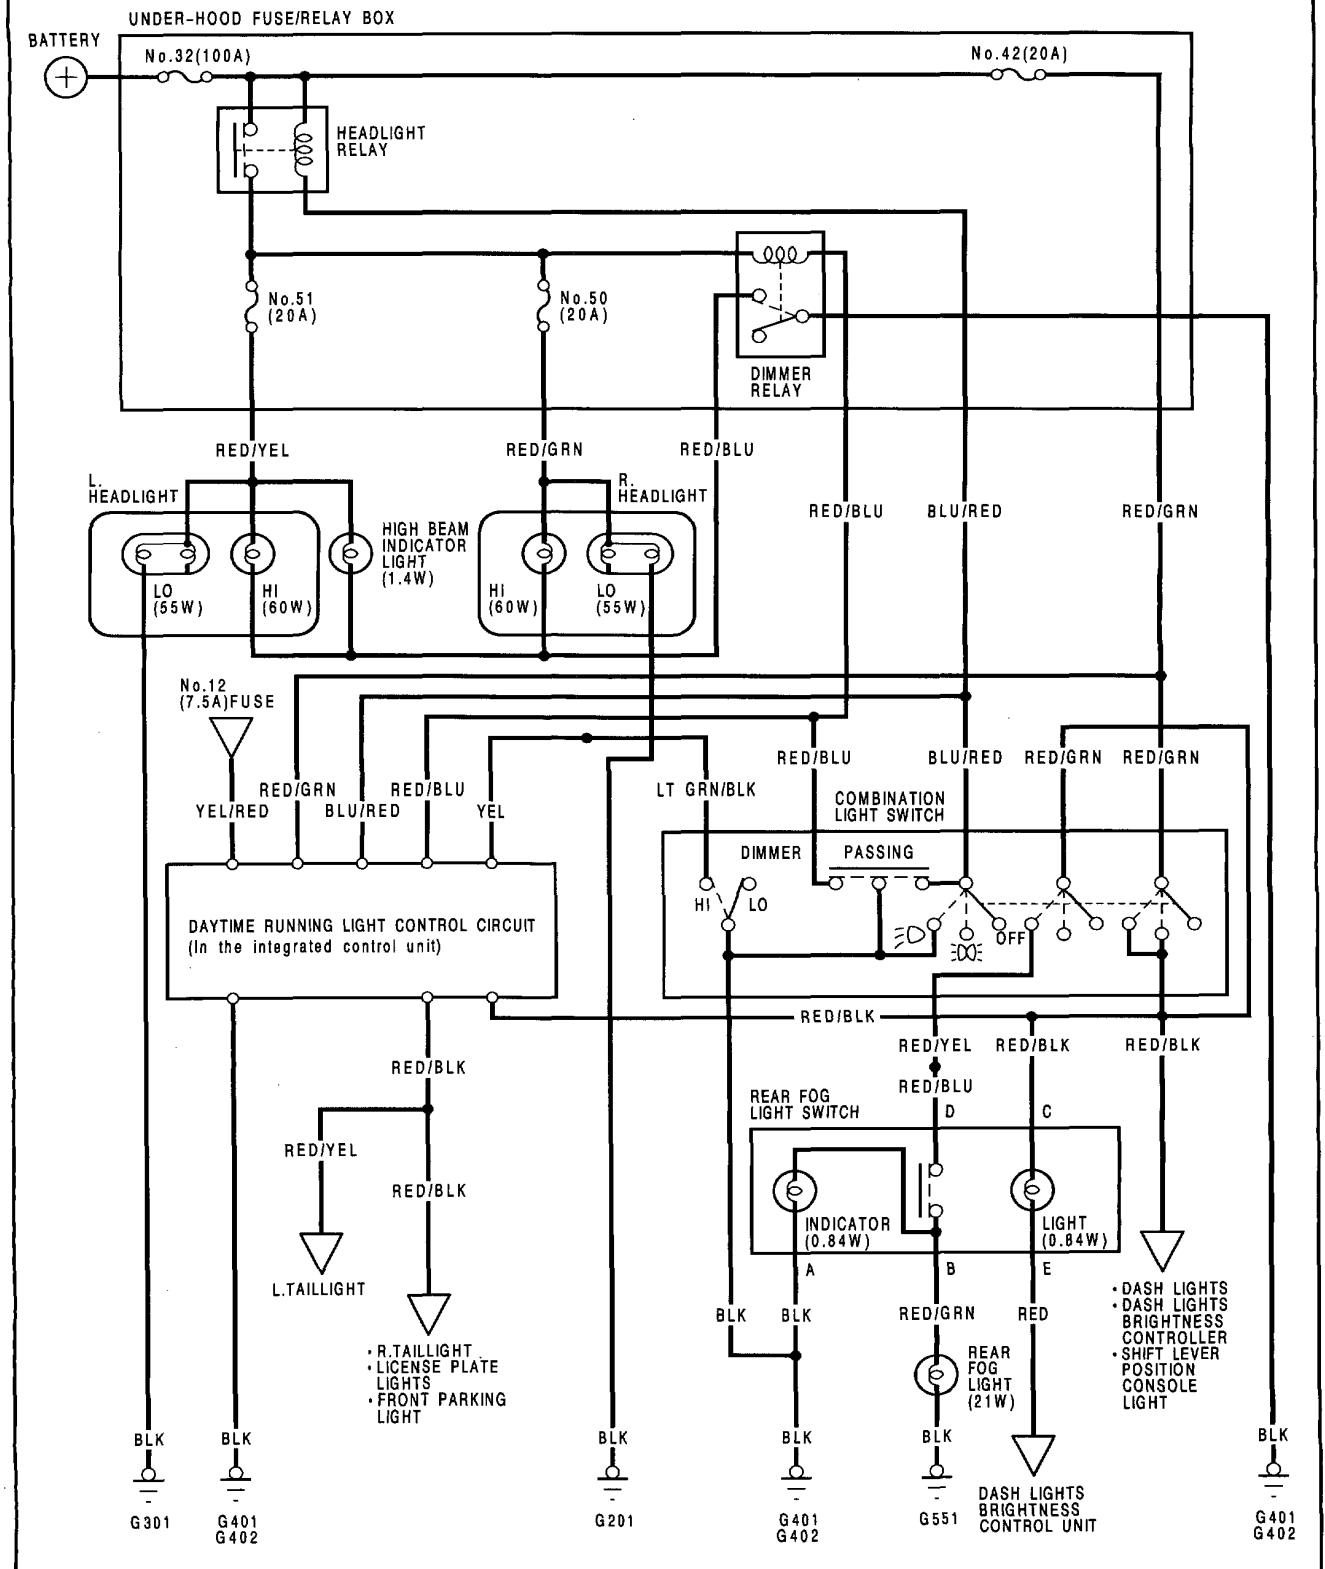 UNDER-HOOD FUSE/RELAY BOX
BATTERY
No.32(100A)
No.42(20A)
HEADLIGHT
RELAY
No.51
(20A)
No.50
(20A)
DIMMER
RELAY
RED/YEL
RED/GRN
RED/BLU
L.
HEADLIGHT
R.
HEADLIGHT
RED/BLU
BLU/RED
RED/GRN
HIGH BEAM
INDICATOR
LIGHT
(1.4W)
LO
(55W)
HI
(60W)
HI
(60W)
LO
(55W)
No.12
(7.5A)FUSE
RED/BLU
BLU/RED
RED/GRN
RED/GRN
YEL/RED
RED/GRN
BLU/RED
RED/BLU
YEL
LT GRN/BLK
COMBINATION
LIGHT SWITCH
DIMMER
PASSING
HI
LO
OFF
DAYTIME RUNNING LIGHT CONTROL CIRCUIT
(In the integrated control unit)
RED/BLK
RED/YEL
RED/BLK
RED/BLK
RED/BLK
RED/BLU
REAR FOG
LIGHT SWITCH
D
C
RED/YEL
RED/BLK
INDICATOR
(0.84W)
LIGHT
(0.84W)
A
B
E
L.TAILLIGHT
BLK
BLK
RED/GRN
RED
• DASH LIGHTS
• DASH LIGHTS
BRIGHTNESS
CONTROLLER
• SHIFT LEVER
POSITION
CONSOLE
LIGHT
• R.TAILLIGHT
• LICENSE PLATE
LIGHTS
• FRONT PARKING
LIGHT
REAR
FOG
LIGHT
(21W)
BLK
BLK
BLK
BLK
BLK
BLK
G301
G401
G402
G201
G401
G402
G551
DASH LIGHTS
BRIGHTNESS
CONTROL UNIT
G401
G402